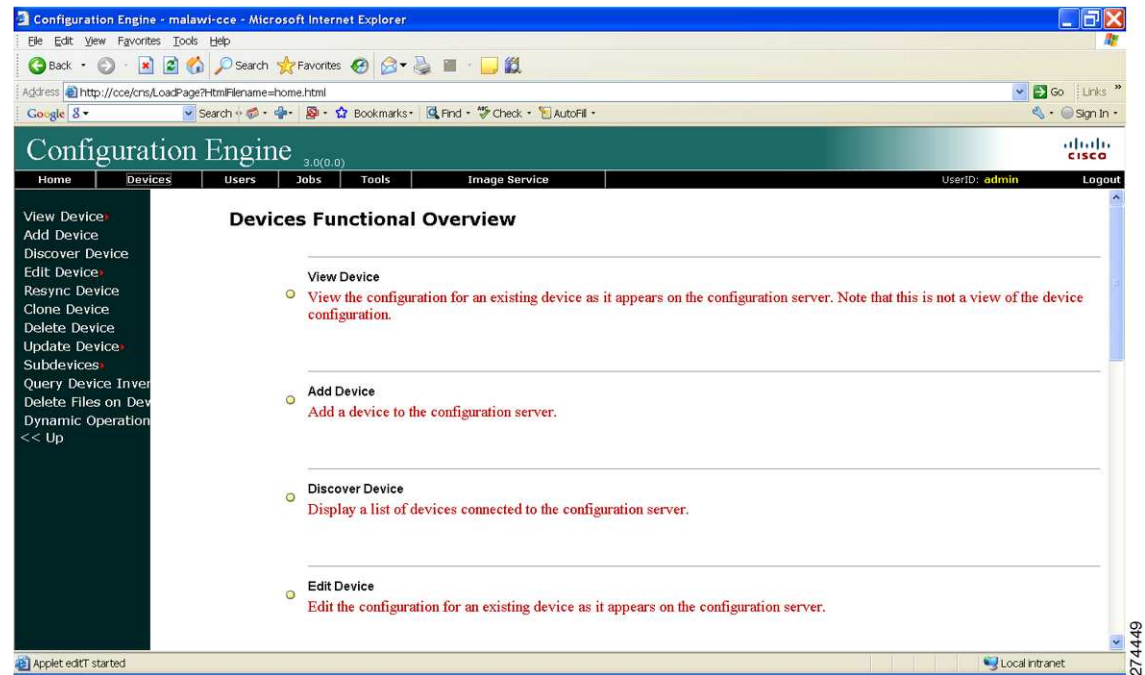 Configuration Engine - malawi-cce - Microsoft Internet Explorer
File Edit View Favorites Tools Help
Back Search Favorites
Address http://cce/cns/LoadPage?HtmlFilename=home.html Go Links »
Google Search Bookmarks Find Check AutoFill Sign In
Configuration Engine 3.0(0.0)
CISCO
Home Devices Users Jobs Tools Image Service UserID: admin Logout
View Device
Add Device
Discover Device
Edit Device
Resync Device
Clone Device
Delete Device
Update Device
Subdevices
Query Device Inver
Delete Files on Dev
Dynamic Operation
<< Up
Devices Functional Overview
View Device
View the configuration for an existing device as it appears on the configuration server. Note that this is not a view of the device
configuration.
Add Device
Add a device to the configuration server.
Discover Device
Display a list of devices connected to the configuration server.
Edit Device
Edit the configuration for an existing device as it appears on the configuration server.
Applet editT started
Local intranet
274449